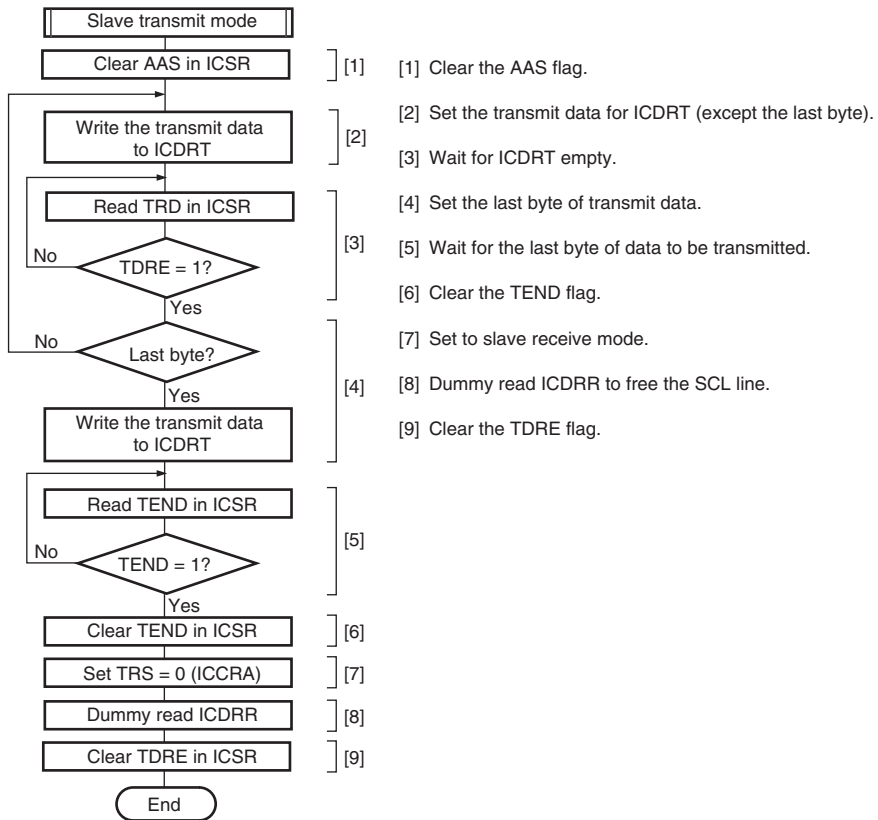 Slave transmit mode
Clear AAS in ICSR
[1]
Write the transmit data
to ICDRT
[2]
Read TRD in ICSR
No
TDRE = 1?
[3]
Yes
No
Last byte?
[4]
Yes
Write the transmit data
to ICDRT
Read TEND in ICSR
No
TEND = 1?
[5]
Yes
Clear TEND in ICSR
[6]
Set TRS = 0 (ICCRA)
[7]
Dummy read ICDRR
[8]
Clear TDRE in ICSR
[9]
End
[1] Clear the AAS flag.
[2] Set the transmit data for ICDRT (except the last byte).
[3] Wait for ICDRT empty.
[4] Set the last byte of transmit data.
[5] Wait for the last byte of data to be transmitted.
[6] Clear the TEND flag.
[7] Set to slave receive mode.
[8] Dummy read ICDRR to free the SCL line.
[9] Clear the TDRE flag.